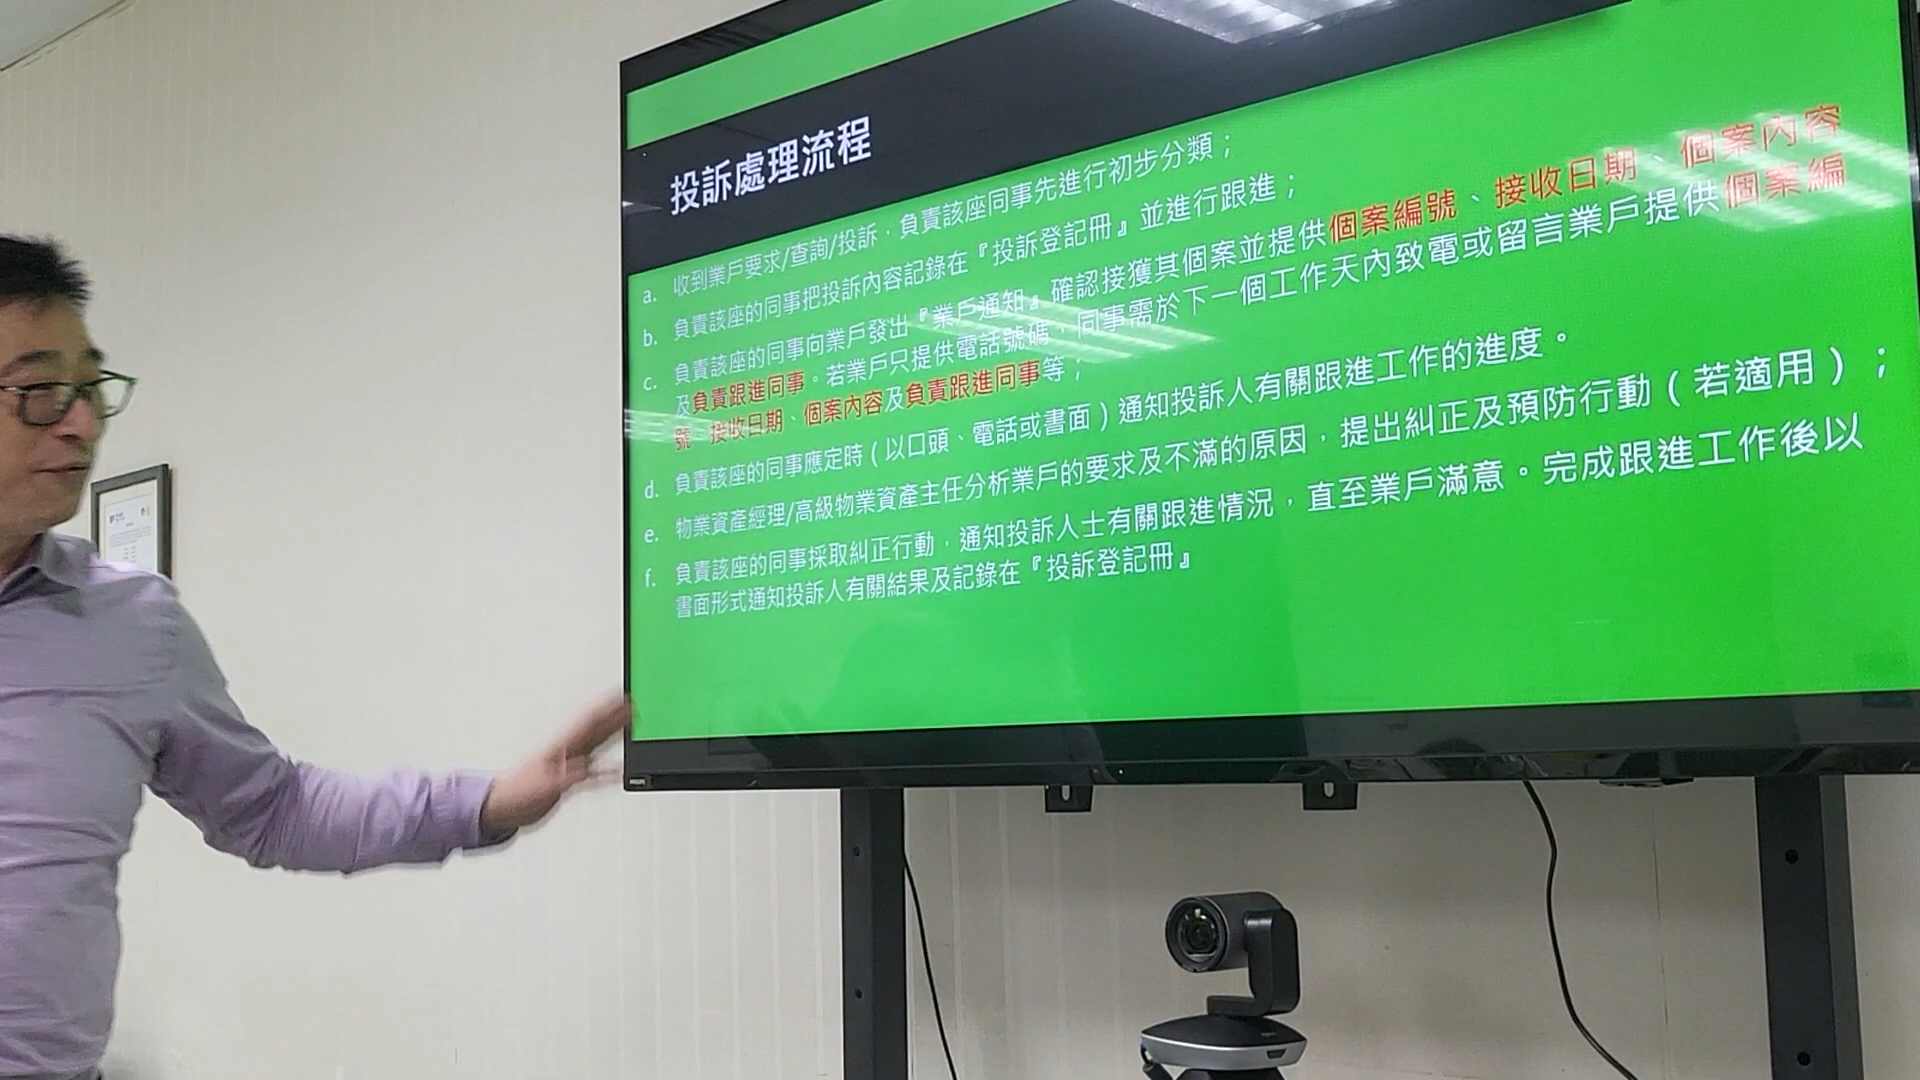 投訴處理流程
a. 收到業戶要求/查詢/投訴，負責該座同事先進行初步分類；
b. 負責該座的同事把投訴內容記錄在『投訴登記冊』並進行跟進；
c. 負責該座的同事向業戶發出『業戶通知』確認接獲其個案並提供個案編號、接收日期、個案內容
及負責跟進同事。若業戶只提供電話號碼，同事需於下一個工作天內致電或留言業戶提供個案編
號、接收日期、個案內容及負責跟進同事等；
d. 負責該座的同事應定時（以口頭、電話或書面）通知投訴人有關跟進工作的進度。
e. 物業資產經理/高級物業資產主任分析業戶的要求及不滿的原因，提出糾正及預防行動（若適用）；
f. 負責該座的同事採取糾正行動，通知投訴人士有關跟進情況，直至業戶滿意。完成跟進工作後以
書面形式通知投訴人有關結果及記錄在『投訴登記冊』
PHILIPS